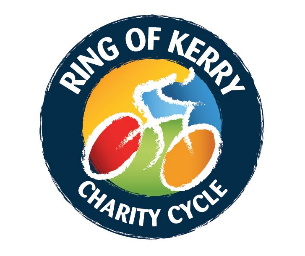 RING OF KERRY
CHARITY CYCLE